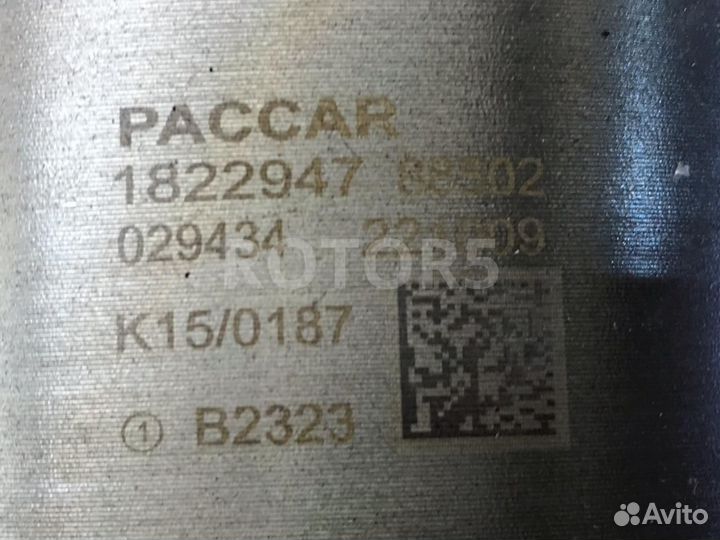 PACCAR
1822947
029434
ROTOR5
K15/0187
1 B2323
Avito